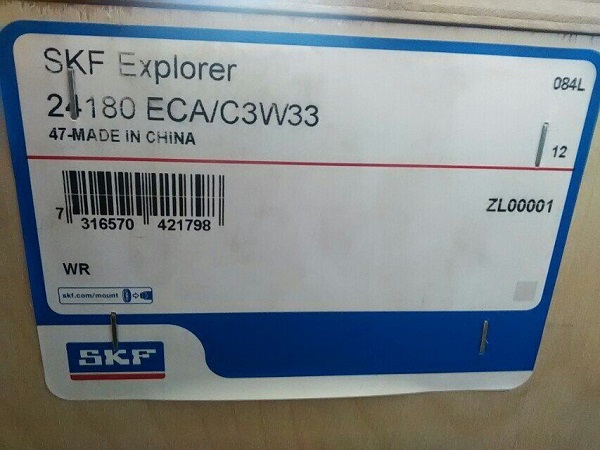 SKF Explorer
084L
24180 ECA/C3W33
47-MADE IN CHINA
12
7 316570 421798
ZL00001
WR
skf.com/mount
SKF